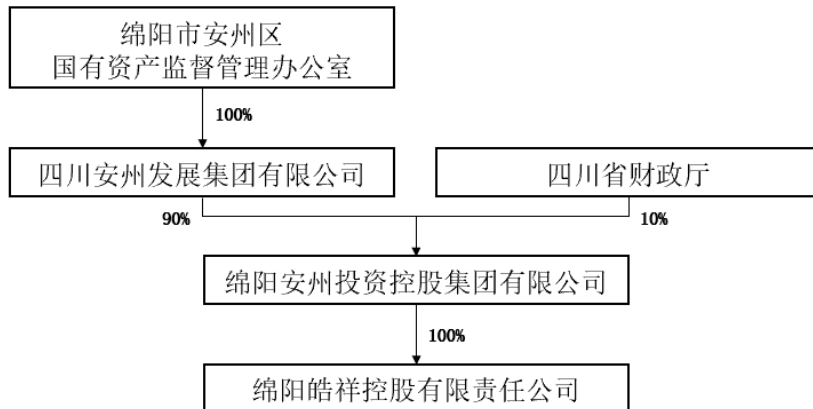 绵阳市安州区
国有资产监督管理办公室
100%
四川安州发展集团有限公司
四川省财政厅
90%
10%
绵阳安州投资控股集团有限公司
100%
绵阳皓祥控股有限责任公司